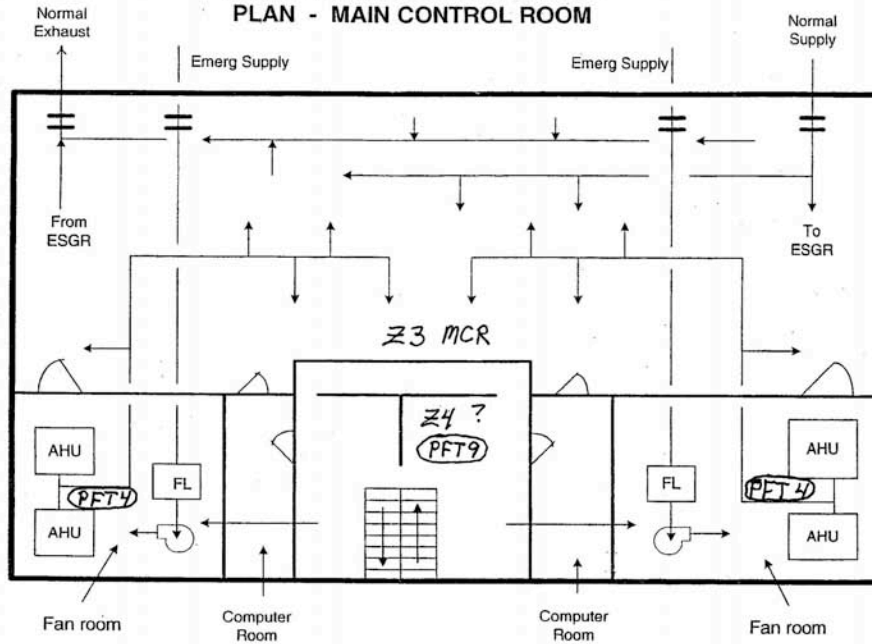 PLAN - MAIN CONTROL ROOM
Normal
Exhaust
Emerg Supply
Emerg Supply
Normal
Supply
From
ESGR
To
ESGR
Z3 MCR
Z4 ?
PFT9
AHU
PFT4
AHU
FL
FL
AHU
PFT4
AHU
Fan room
Computer
Room
Computer
Room
Fan room